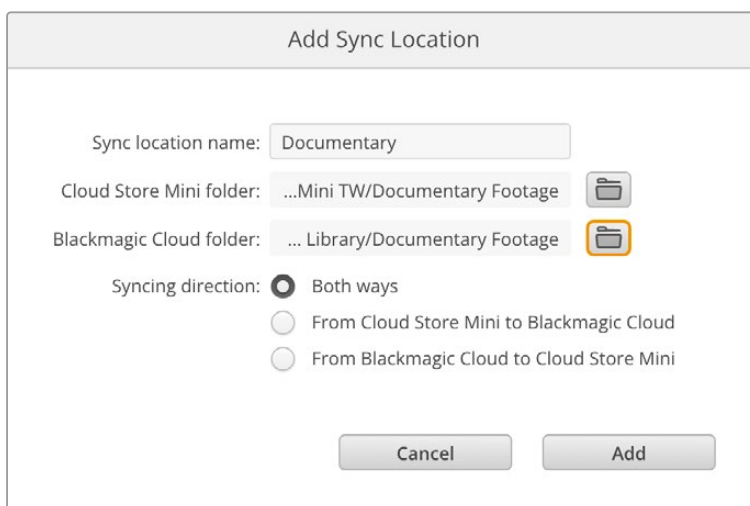 Add Sync Location
Sync location name: Documentary
Cloud Store Mini folder: ...Mini TW/Documentary Footage
Blackmagic Cloud folder: ... Library/Documentary Footage
Syncing direction: Both ways
From Cloud Store Mini to Blackmagic Cloud
From Blackmagic Cloud to Cloud Store Mini
Cancel Add